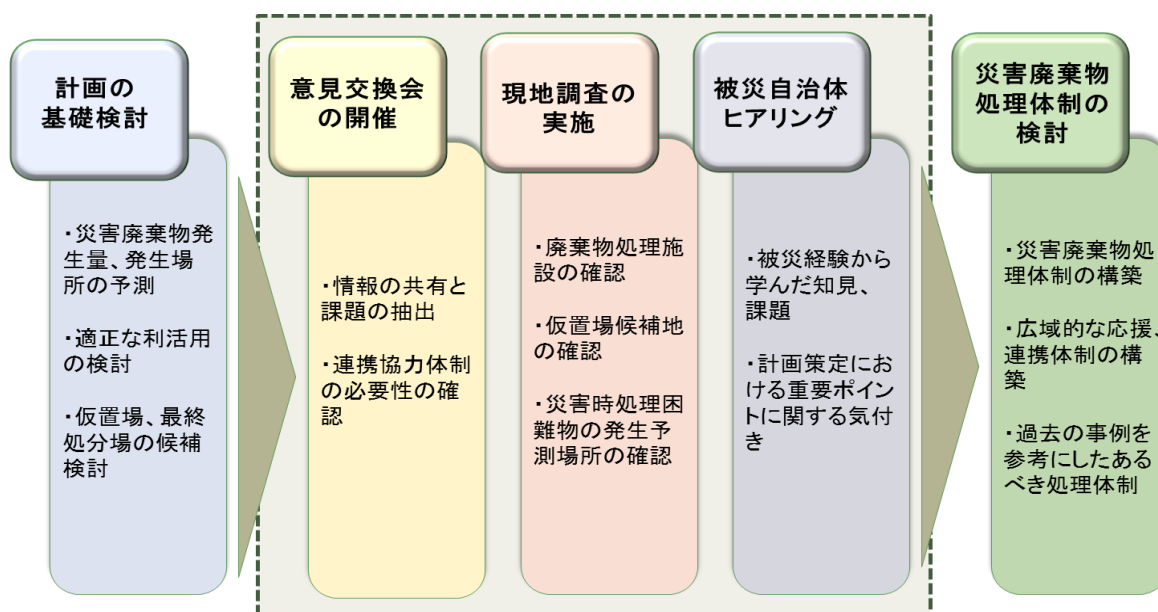 計画の
基礎検討
・災害廃棄物発
生量、発生場
所の予測
・適正な利活用
の検討
・仮置場、最終
処分場の候補
検討
意見交換会
の開催
・情報の共有と
課題の抽出
・連携協力体制
の必要性の確
認
現地調査の
実施
・廃棄物処理施
設の確認
・仮置場候補地
の確認
・災害時処理困
難物の発生予
測場所の確認
被災自治体
ヒアリング
・被災経験から
学んだ知見、
課題
・計画策定にお
ける重要ポイ
ントに関する気付
き
災害廃棄物
処理体制の
検討
・災害廃棄物処
理体制の構築
・広域的な応援、
連携体制の構
築
・過去の事例を
参考にしたある
べき処理体制